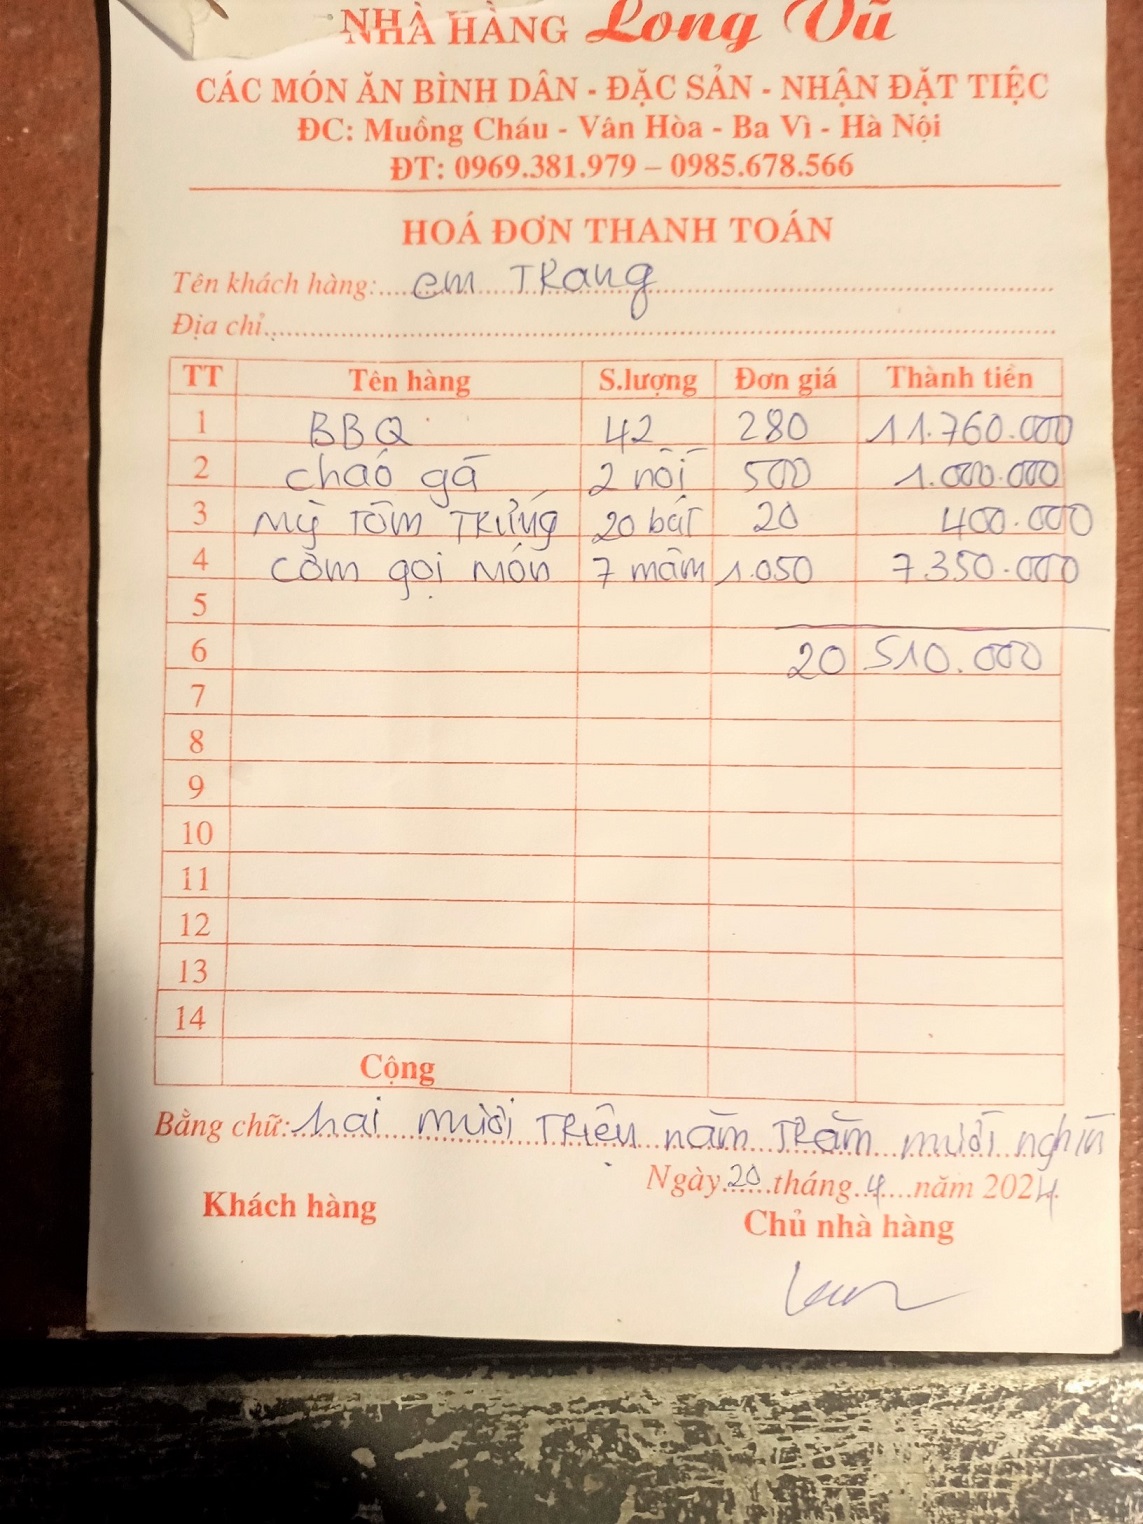 NHÀ HÀNG Long Vũ
CÁC MÓN ĂN BÌNH DÂN - ĐẶC SẢN - NHẬN ĐẶT TIỆC
ĐC: Muồng Cháu - Vân Hòa - Ba Vì - Hà Nội
ĐT: 0969.381.979 – 0985.678.566
HOÁ ĐƠN THANH TOÁN
Tên khách hàng: em Trang
Địa chỉ
TT Tên hàng S.lượng Đơn giá Thành tiền
1 BBQ 42 280 11.760.000
2 cháo gà 2 nồi 500 1.000.000
3 Mỳ Tôm Trứng 20 bát 20 400.000
4 Cơm gọi món 7 mâm 1.050 7.350.000
5
6 20 510.000
7
8
9
10
11
12
13
14
Cộng
Bằng chữ: hai mươi Triệu năm Trăm mười nghìn
Ngày 20 tháng 4 năm 2024
Khách hàng Chủ nhà hàng